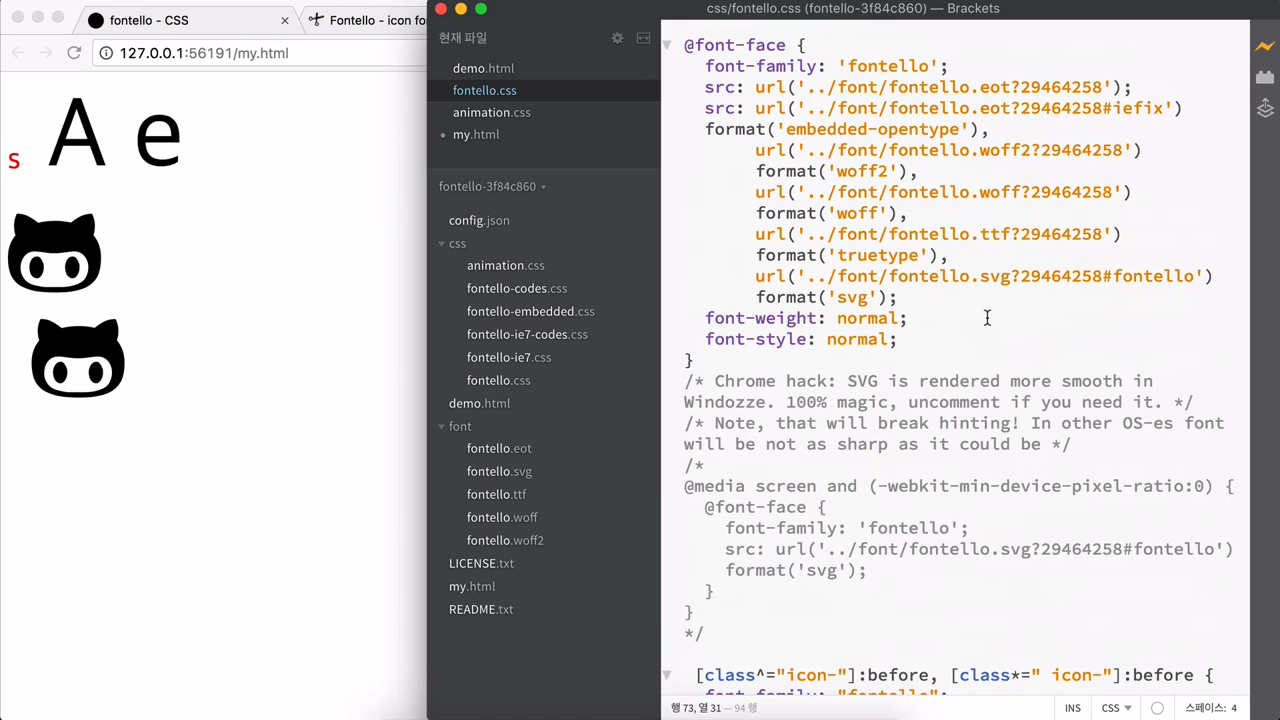 fontello - CSS
Fontello - icon fo
127.0.0.1:56191/my.html
s A e
css/fontello.css (fontello-3f84c860) — Brackets
현재 파일
demo.html
fontello.css
animation.css
my.html
fontello-3f84c860
config.json
css
animation.css
fontello-codes.css
fontello-embedded.css
fontello-ie7-codes.css
fontello-ie7.css
fontello.css
demo.html
font
fontello.eot
fontello.svg
fontello.ttf
fontello.woff
fontello.woff2
LICENSE.txt
my.html
README.txt
@font-face {
font-family: 'fontello';
src: url('../font/fontello.eot?29464258');
src: url('../font/fontello.eot?29464258#iefix')
format('embedded-opentype'),
url('../font/fontello.woff2?29464258')
format('woff2'),
url('../font/fontello.woff?29464258')
format('woff'),
url('../font/fontello.ttf?29464258')
format('truetype'),
url('../font/fontello.svg?29464258#fontello')
format('svg');
font-weight: normal;
font-style: normal;
}
/* Chrome hack: SVG is rendered more smooth in
Windozze. 100% magic, uncomment if you need it. */
/* Note, that will break hinting! In other OS-es font
will be not as sharp as it could be */
/*
@media screen and (-webkit-min-device-pixel-ratio:0) {
@font-face {
font-family: 'fontello';
src: url('../font/fontello.svg?29464258#fontello')
format('svg');
}
}
*/
[class^="icon-"]:before, [class*=" icon-"]:before {
font-family: "fontello";
행 73, 열 31 — 94 행
INS
CSS
스페이스: 4